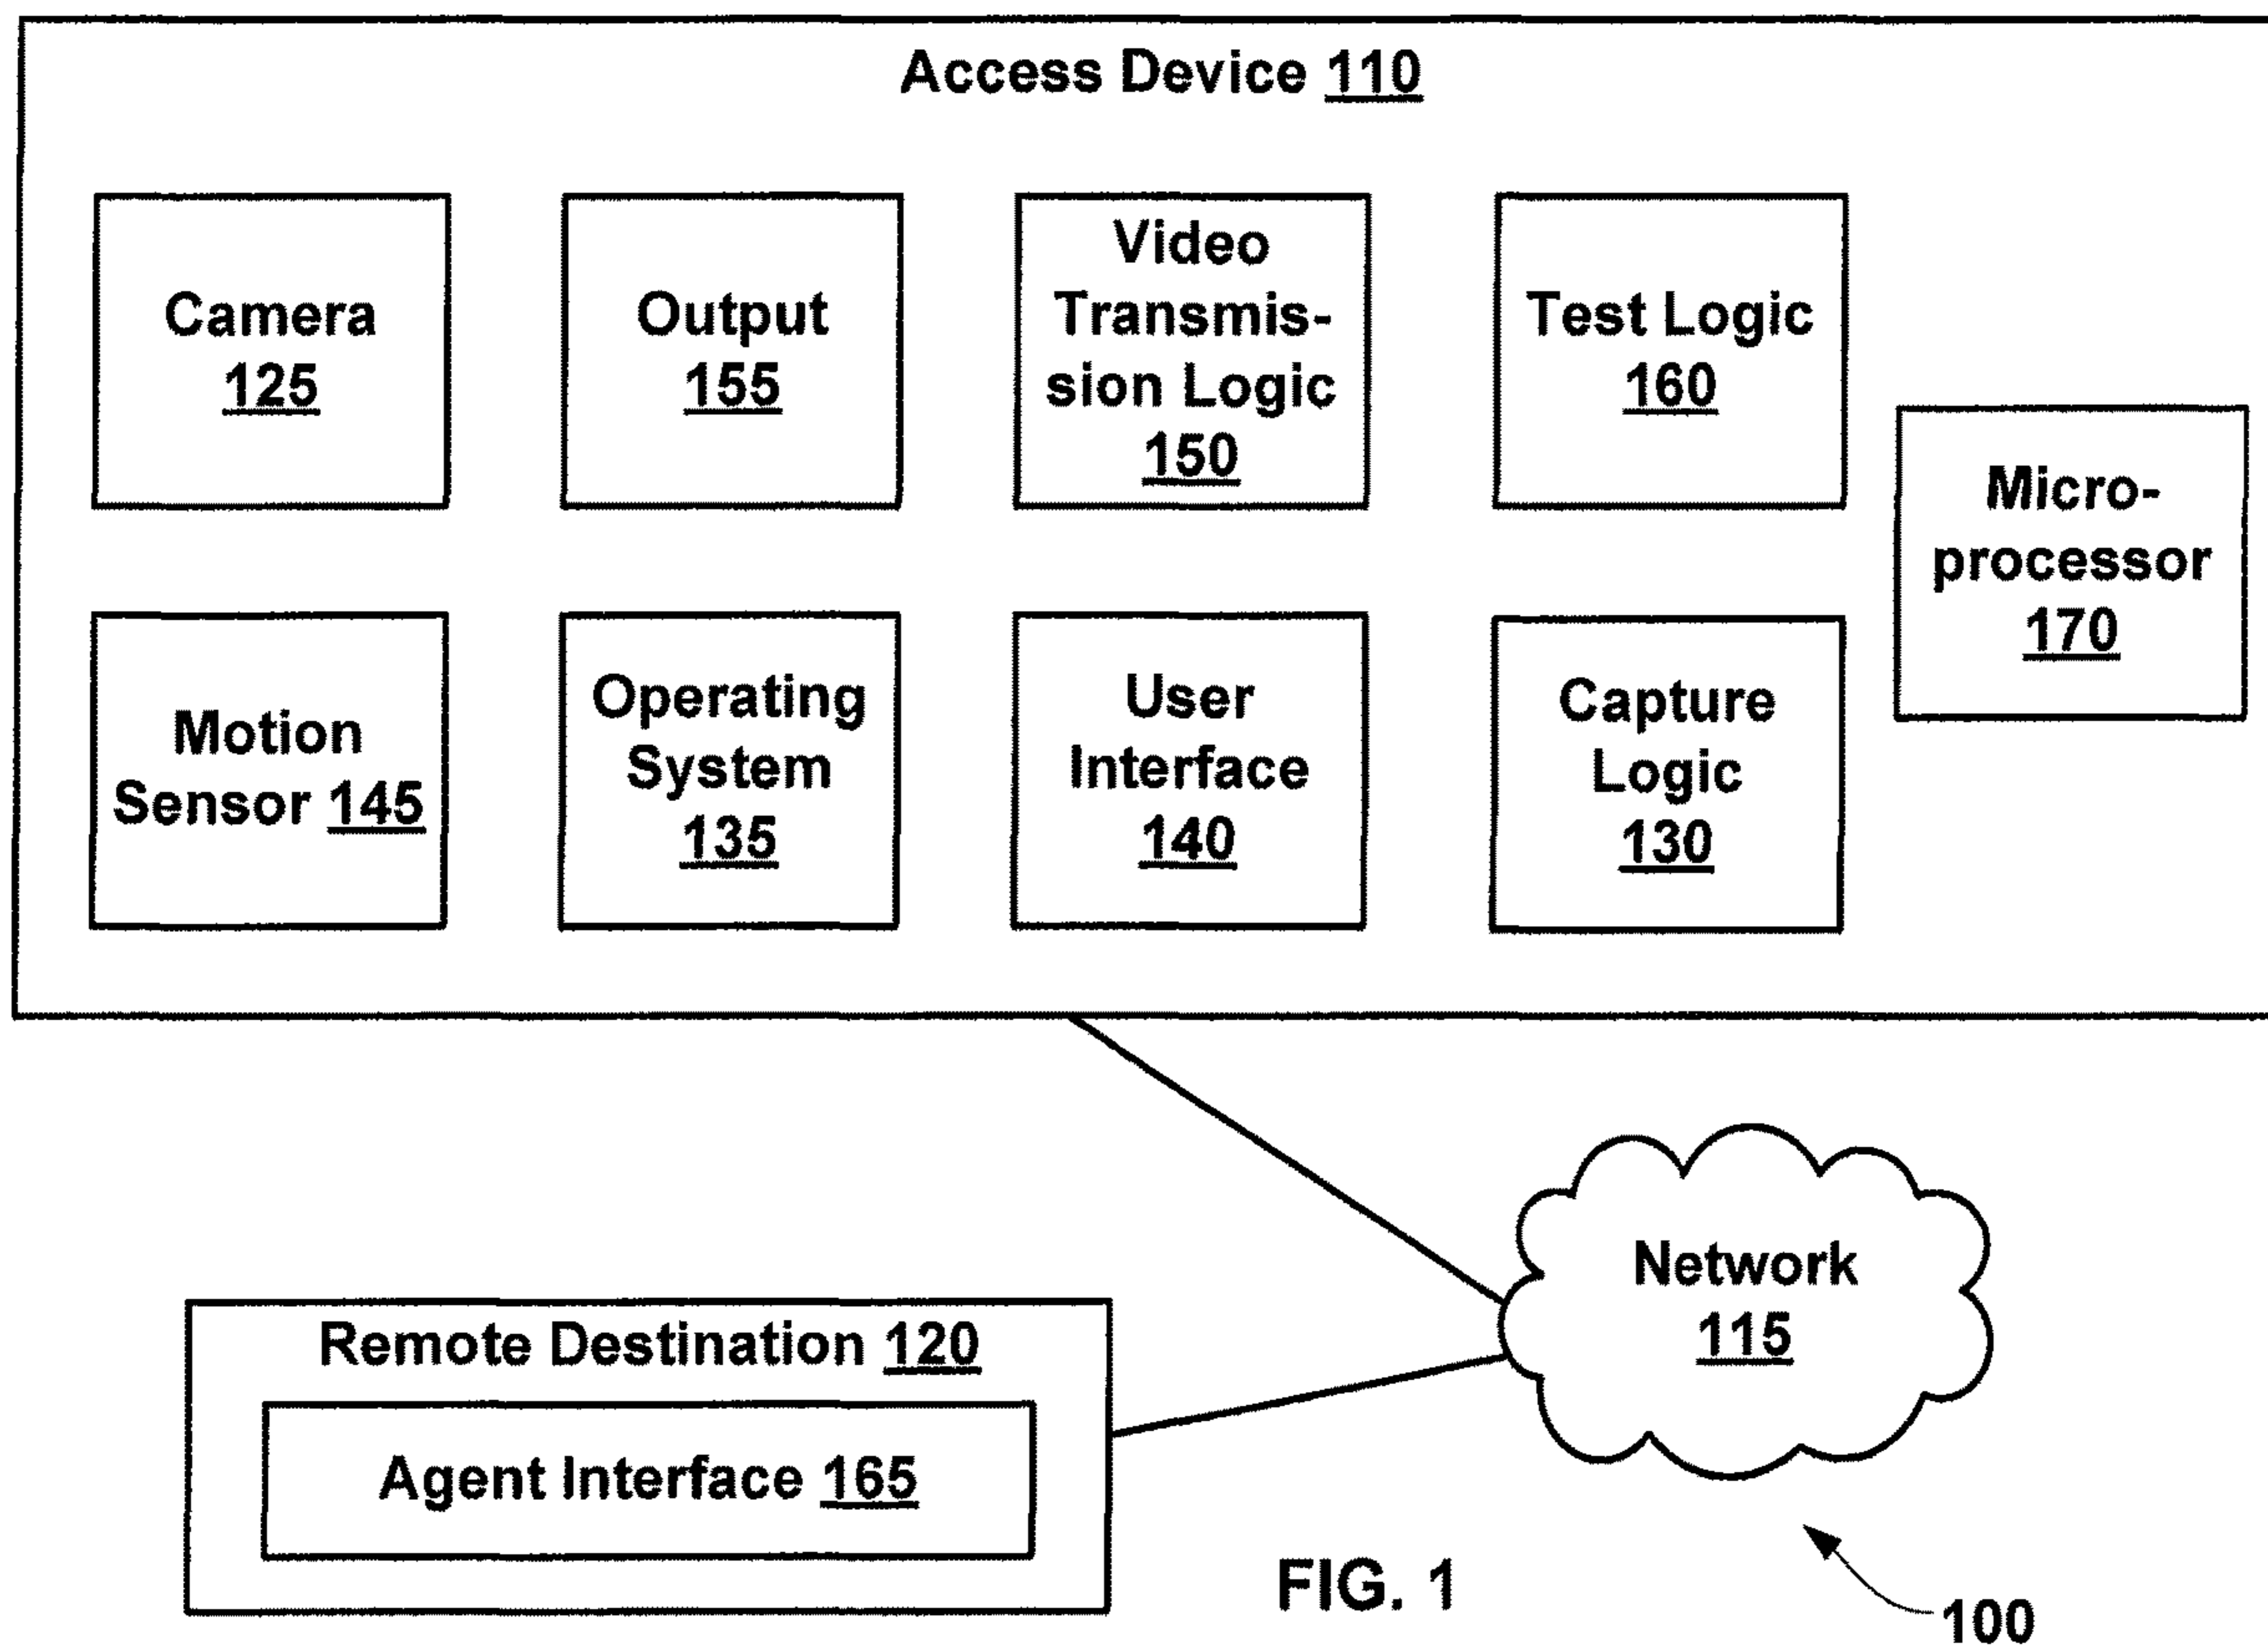 Access Device 110
Camera
125
Output
155
Video
Transmis-
sion Logic
150
Test Logic
160
Micro-
processor
170
Motion
Sensor 145
Operating
System
135
User
Interface
140
Capture
Logic
130
Network
115
Remote Destination 120
Agent Interface 165
FIG. 1
100